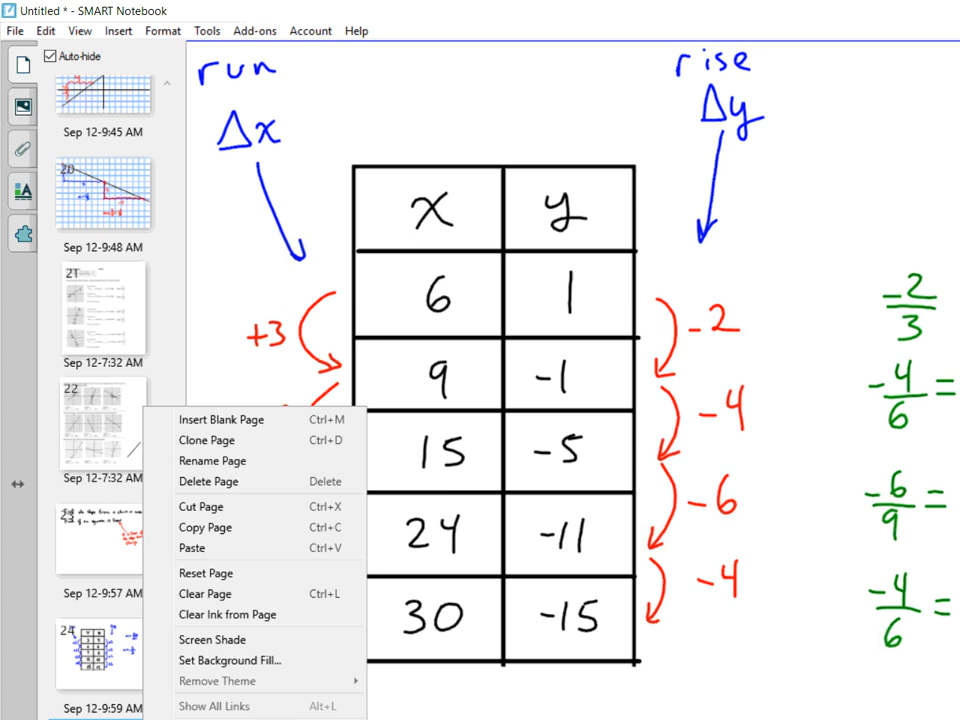 Untitled * - SMART Notebook
File Edit View Insert Format Tools Add-ons Account Help
Auto-hide
Sep 12-9:45 AM
20
Sep 12-9:48 AM
21
Sep 12-7:32 AM
22
Sep 12-7:32 AM
Sep 12-9:57 AM
24
Sep 12-9:59 AM
Insert Blank Page Ctrl+M
Clone Page Ctrl+D
Rename Page
Delete Page Delete
Cut Page Ctrl+X
Copy Page Ctrl+C
Paste Ctrl+V
Reset Page
Clear Page Ctrl+L
Clear Ink from Page
Screen Shade
Set Background Fill...
Remove Theme
Show All Links Alt+L
run rise
Δx Δy
x y
6 1
+3 -2
9 -1
-4
15 -5
-6
24 -11
-4
30 -15
-2/3
-4/6 =
-6/9 =
-4/6 =